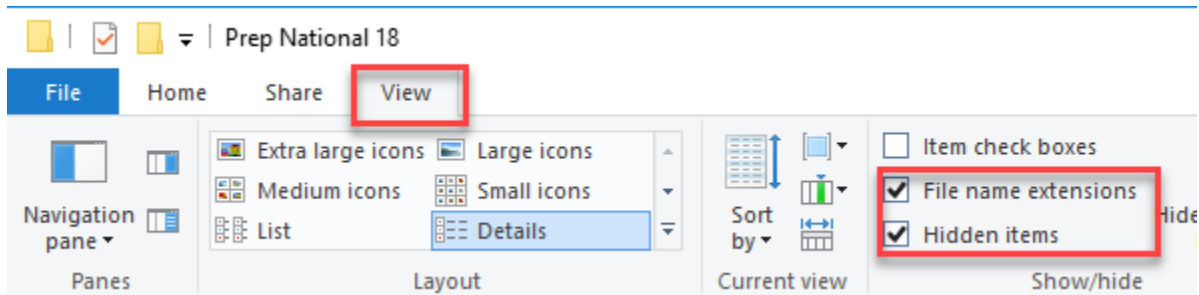 Prep National 18
File Home Share View
Extra large icons Large icons
Medium icons Small icons
List Details
Navigation
pane
Sort
by
Item check boxes
File name extensions
Hidden items
Hide
Panes Layout Current view Show/hide